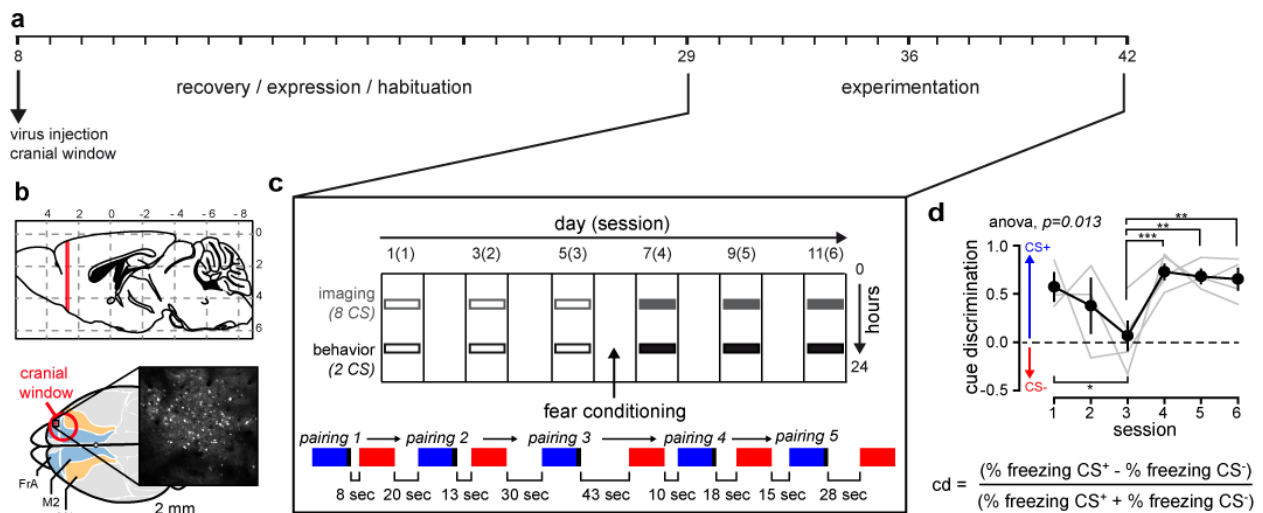 a
8 29 36 42
recovery / expression / habituation experimentation
virus injection
cranial window
b
4 2 0 -2 -4 -6 - 8
0
2
4
6
cranial
window
FrA
M2
2 mm
c
day (session)
1(1) 3(2) 5(3) 7(4) 9(5) 11(6)
imaging
(8 CS)
behavior
(2 CS)
0
hours
24
fear conditioning
pairing 1 pairing 2 pairing 3 pairing 4 pairing 5
8 sec 20 sec 13 sec 30 sec 43 sec 10 sec 18 sec 15 sec 28 sec
d
anova, p=0.013
**
**
***
CS+
1.0
0.5
0.0
-0.5
CS-
*
cue discrimination
1 2 3 4 5 6
session
cd = (% freezing CS+ - % freezing CS-)
(% freezing CS+ + % freezing CS-)